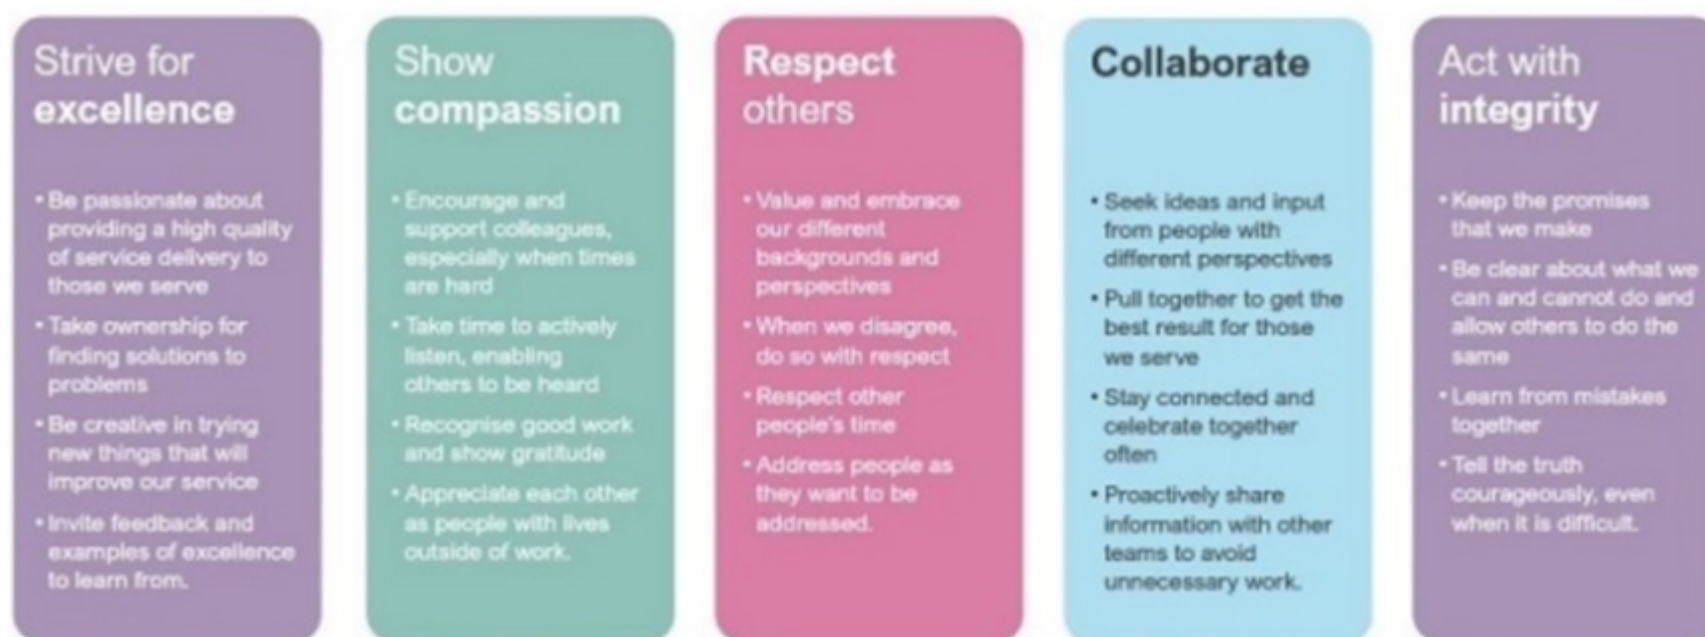 Strive for
excellence
• Be passionate about
providing a high quality
of service delivery to
those we serve
• Take ownership for
finding solutions to
problems
• Be creative in trying
new things that will
improve our service
• Invite feedback and
examples of excellence
to learn from.
Show
compassion
• Encourage and
support colleagues,
especially when times
are hard
• Take time to actively
listen, enabling
others to be heard
• Recognise good work
and show gratitude
• Appreciate each other
as people with lives
outside of work.
Respect
others
• Value and embrace
our different
backgrounds and
perspectives
• When we disagree,
do so with respect
• Respect other
people's time
• Address people as
they want to be
addressed.
Collaborate
• Seek ideas and input
from people with
different perspectives
• Pull together to get the
best result for those
we serve
• Stay connected and
celebrate together
often
• Proactively share
information with other
teams to avoid
unnecessary work.
Act with
integrity
• Keep the promises
that we make
• Be clear about what we
can and cannot do and
allow others to do the
same
• Learn from mistakes
together
• Tell the truth
courageously, even
when it is difficult.